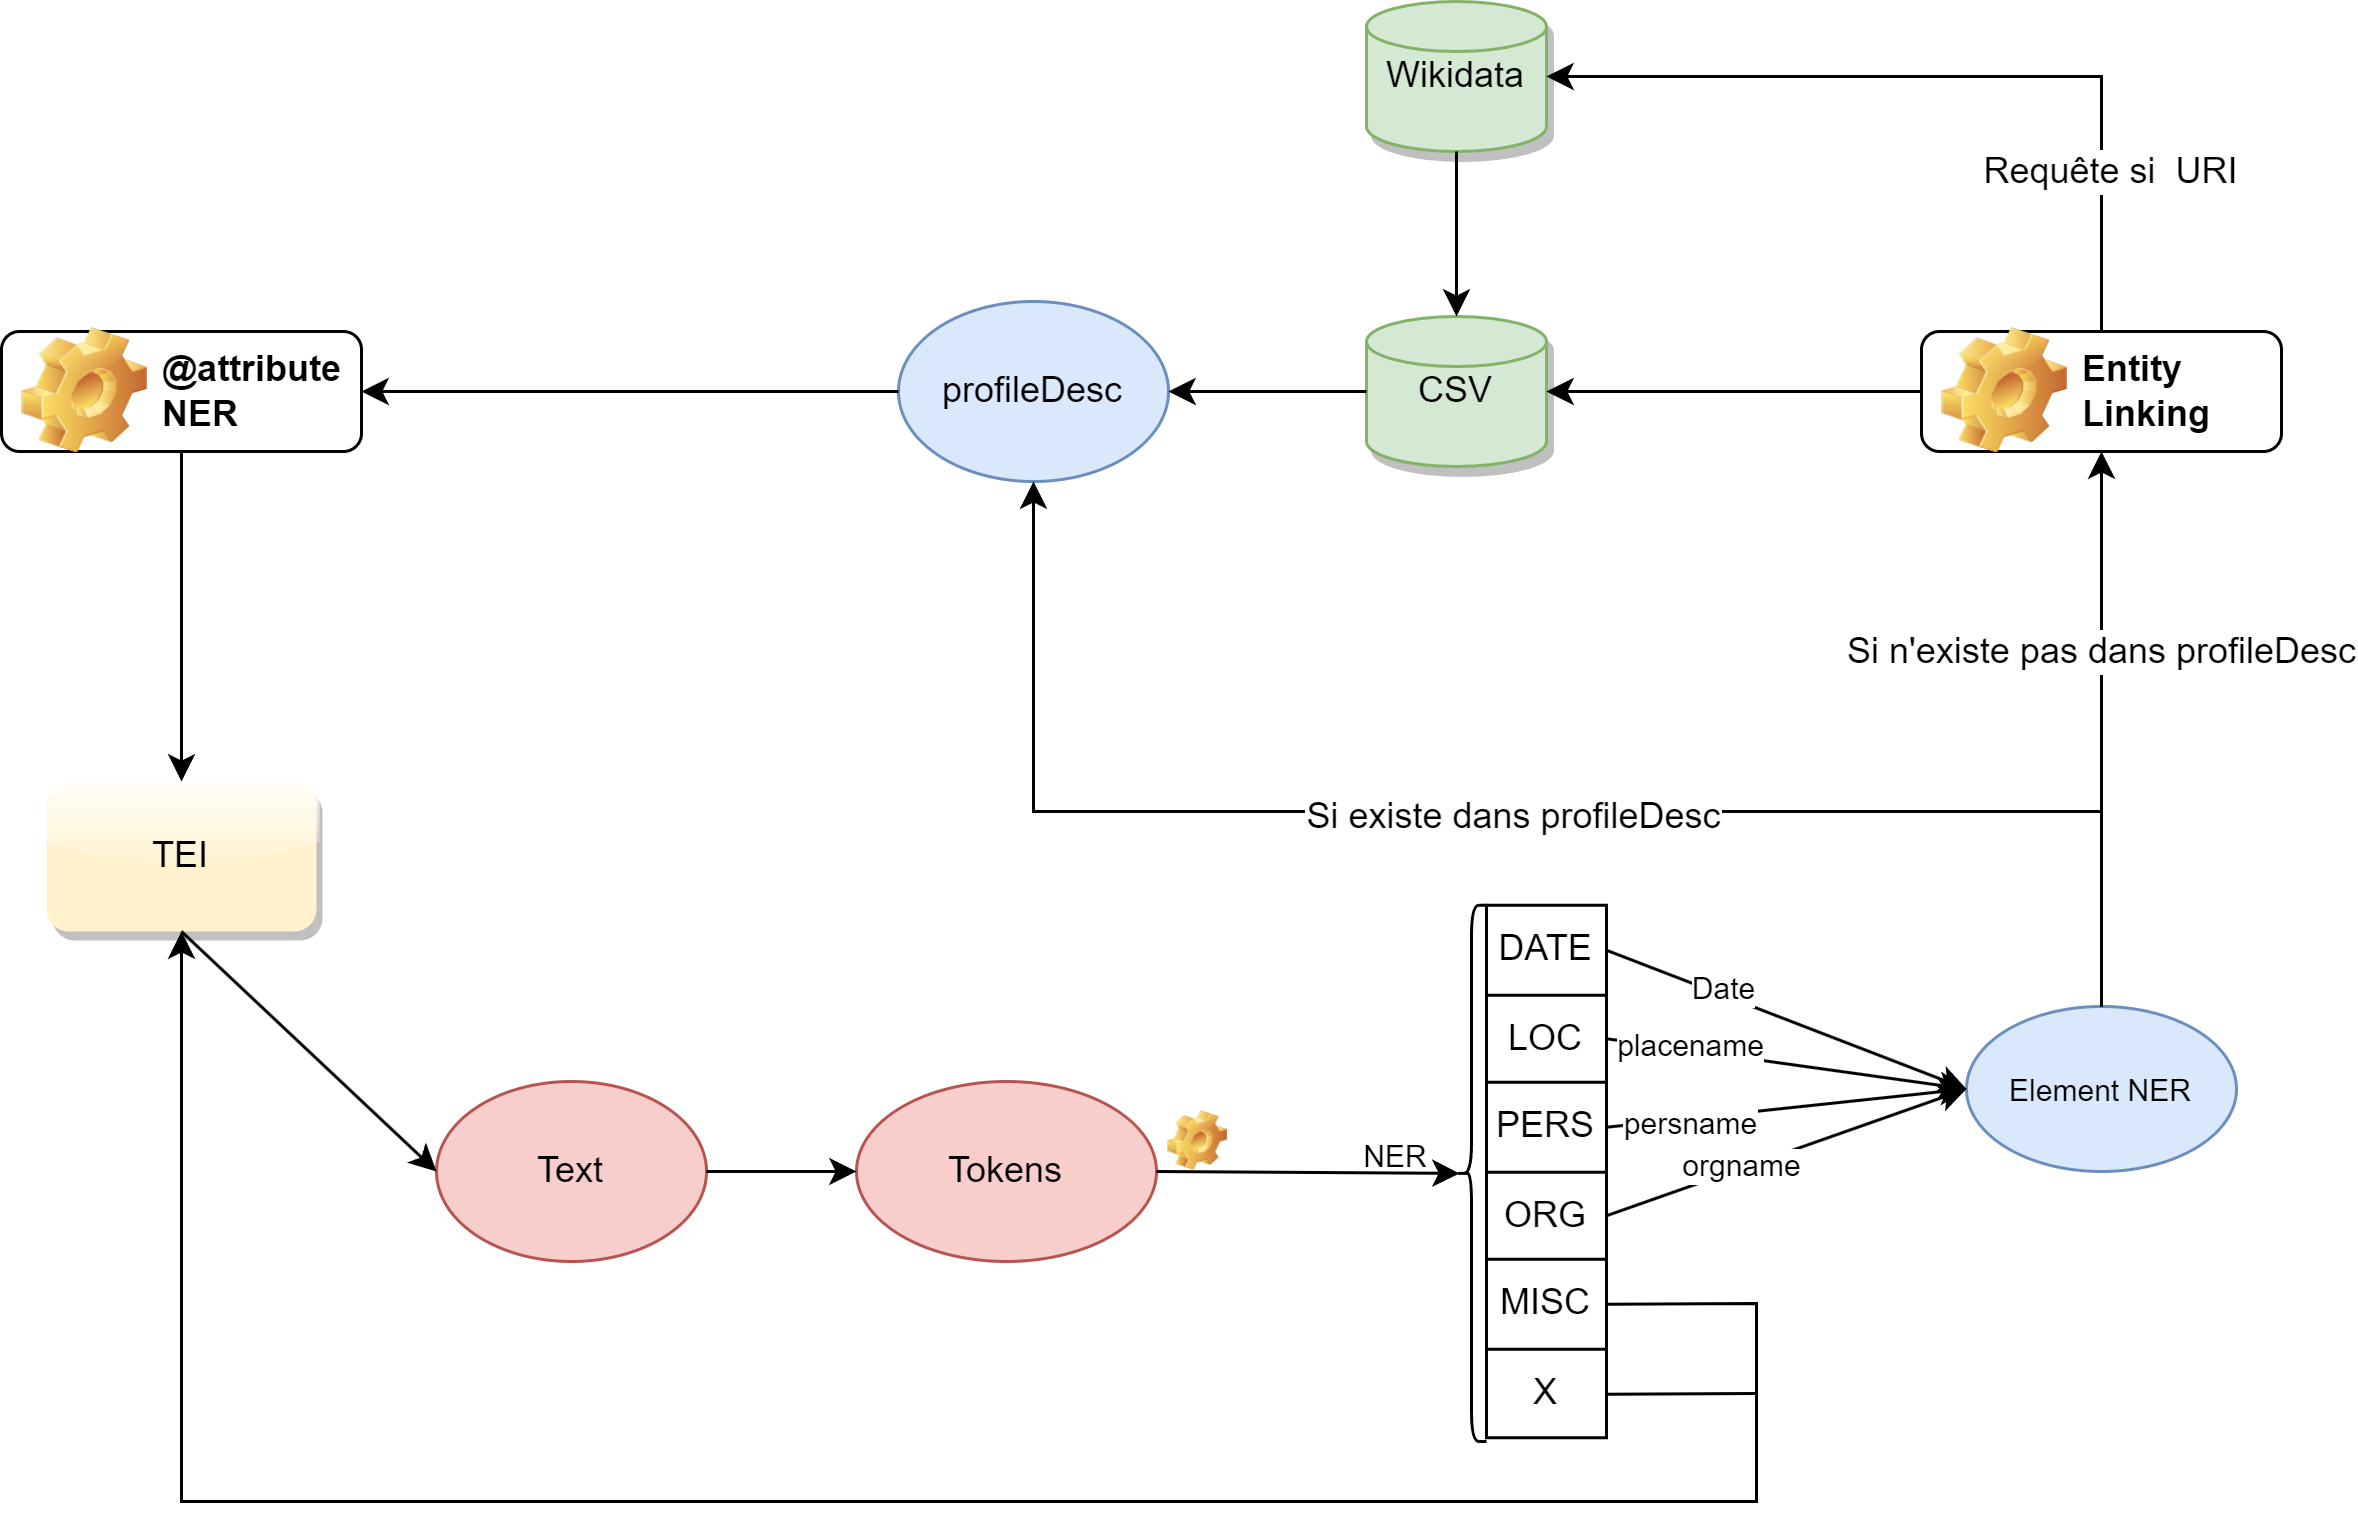 Wikidata
Requête si  URI
@attribute
NER
profileDesc
CSV
Entity
Linking
Si n'existe pas dans profileDesc
Si existe dans profileDesc
TEI
DATE
Date
LOC
placename
Element NER
PERS
persname
NER
orgname
Text
Tokens
ORG
MISC
X